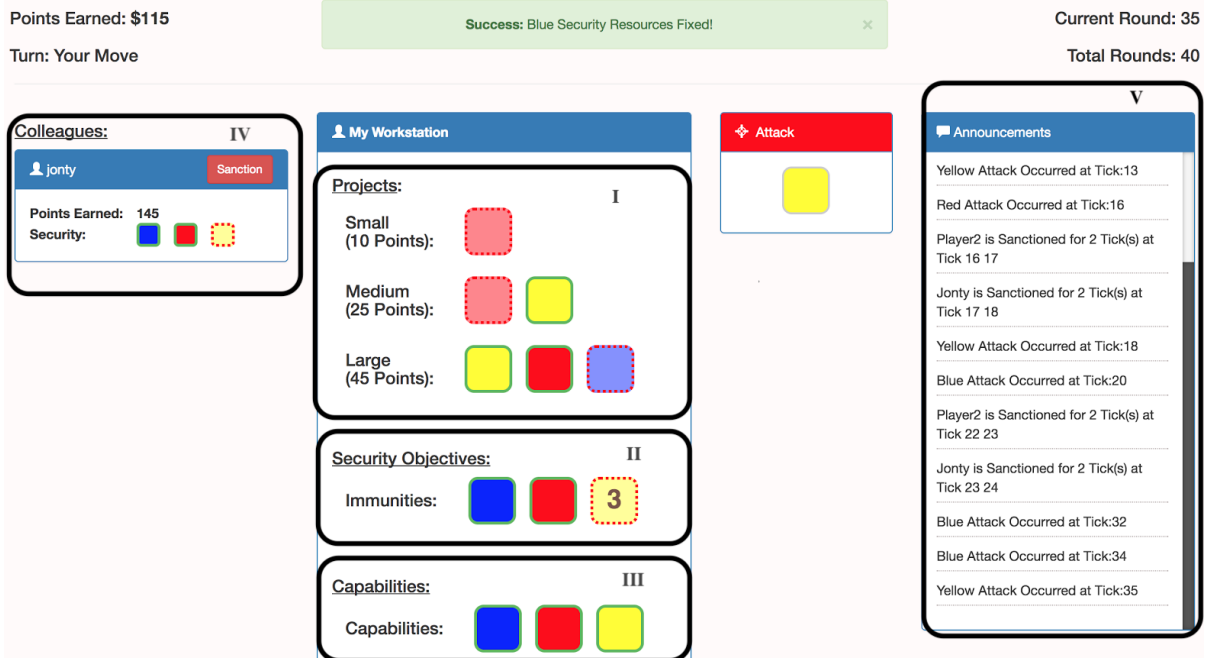 Points Earned: $115
Success: Blue Security Resources Fixed!
×
Current Round: 35
Turn: Your Move
Total Rounds: 40
Colleagues:
IV
jonty
Sanction
Points Earned: 145
Security:
My Workstation
Projects:
I
Small
(10 Points):
Medium
(25 Points):
Large
(45 Points):
Security Objectives:
II
Immunities:
3
Capabilities:
III
Capabilities:
Attack
V
Announcements
Yellow Attack Occurred at Tick:13
Red Attack Occurred at Tick:16
Player2 is Sanctioned for 2 Tick(s) at
Tick 16 17
Jonty is Sanctioned for 2 Tick(s) at
Tick 17 18
Yellow Attack Occurred at Tick:18
Blue Attack Occurred at Tick:20
Player2 is Sanctioned for 2 Tick(s) at
Tick 22 23
Jonty is Sanctioned for 2 Tick(s) at
Tick 23 24
Blue Attack Occurred at Tick:32
Blue Attack Occurred at Tick:34
Yellow Attack Occurred at Tick:35